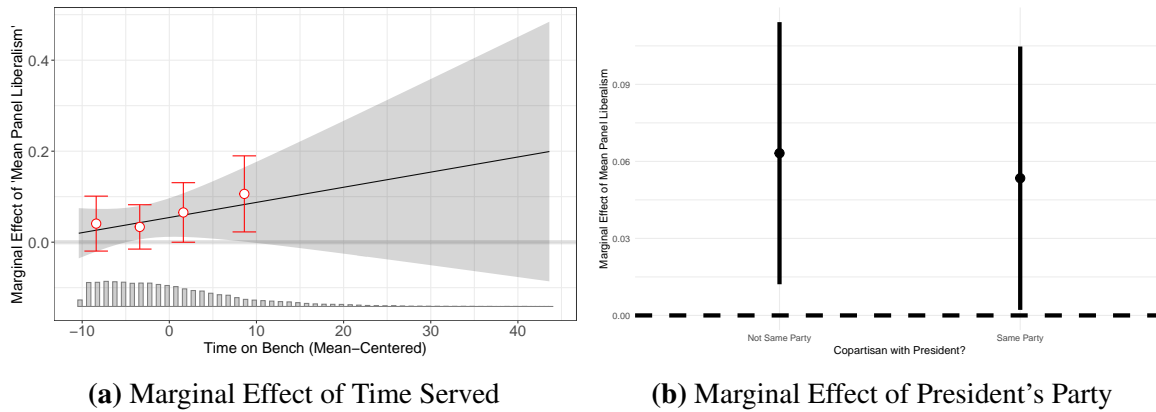 Marginal Effect of 'Mean Panel Liberalism'
0.4
0.2
0.0
−10
0
10
20
30
40
Time on Bench (Mean−Centered)
(a) Marginal Effect of Time Served
Marginal Effect of Mean Panel Liberalism
0.09
0.06
0.03
0.00
Not Same Party
Same Party
Copartisan with President?
(b) Marginal Effect of President's Party